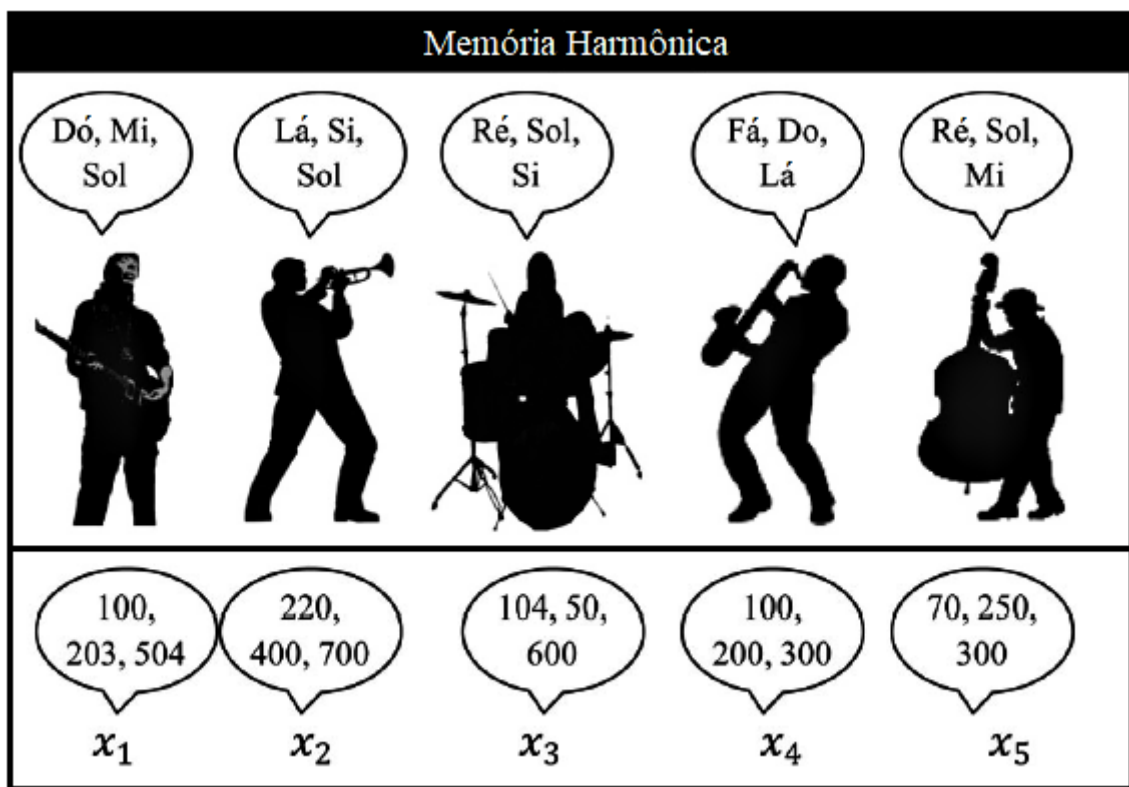 Memória Harmônica
Dó, Mi,
Sol
Lá, Si,
Sol
Ré, Sol,
Si
Fá, Do,
Lá
Ré, Sol,
Mi
100,
203, 504
220,
400, 700
104, 50,
600
100,
200, 300
70, 250,
300
x₁
x₂
x₃
x₄
x₅